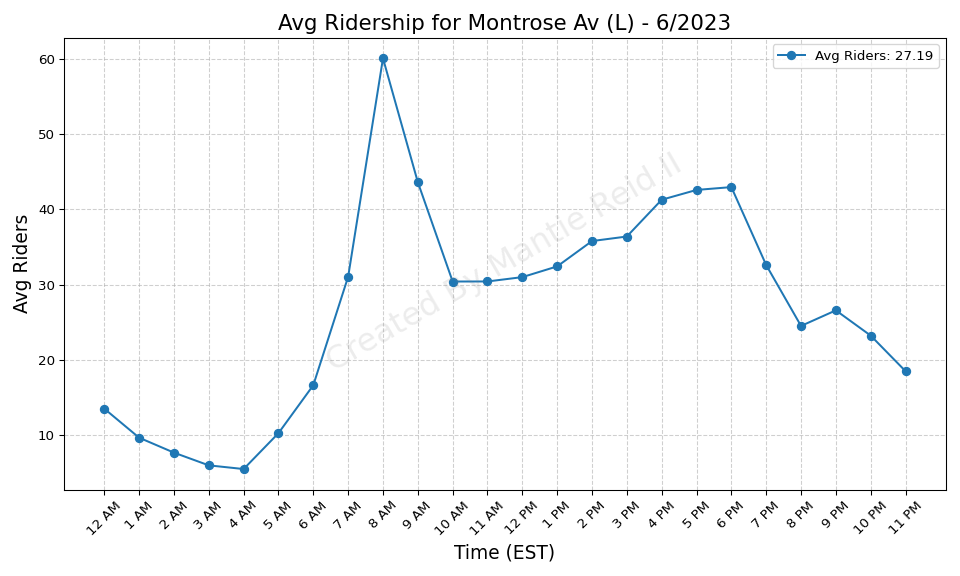 Avg Ridership for Montrose Av (L) - 6/2023
Avg Riders: 27.19
Avg Riders
60
50
40
30
20
10
Created By Mantie Reid II
12 AM
1 AM
2 AM
3 AM
4 AM
5 AM
6 AM
7 AM
8 AM
9 AM
10 AM
11 AM
12 PM
1 PM
2 PM
3 PM
4 PM
5 PM
6 PM
7 PM
8 PM
9 PM
10 PM
11 PM
Time (EST)